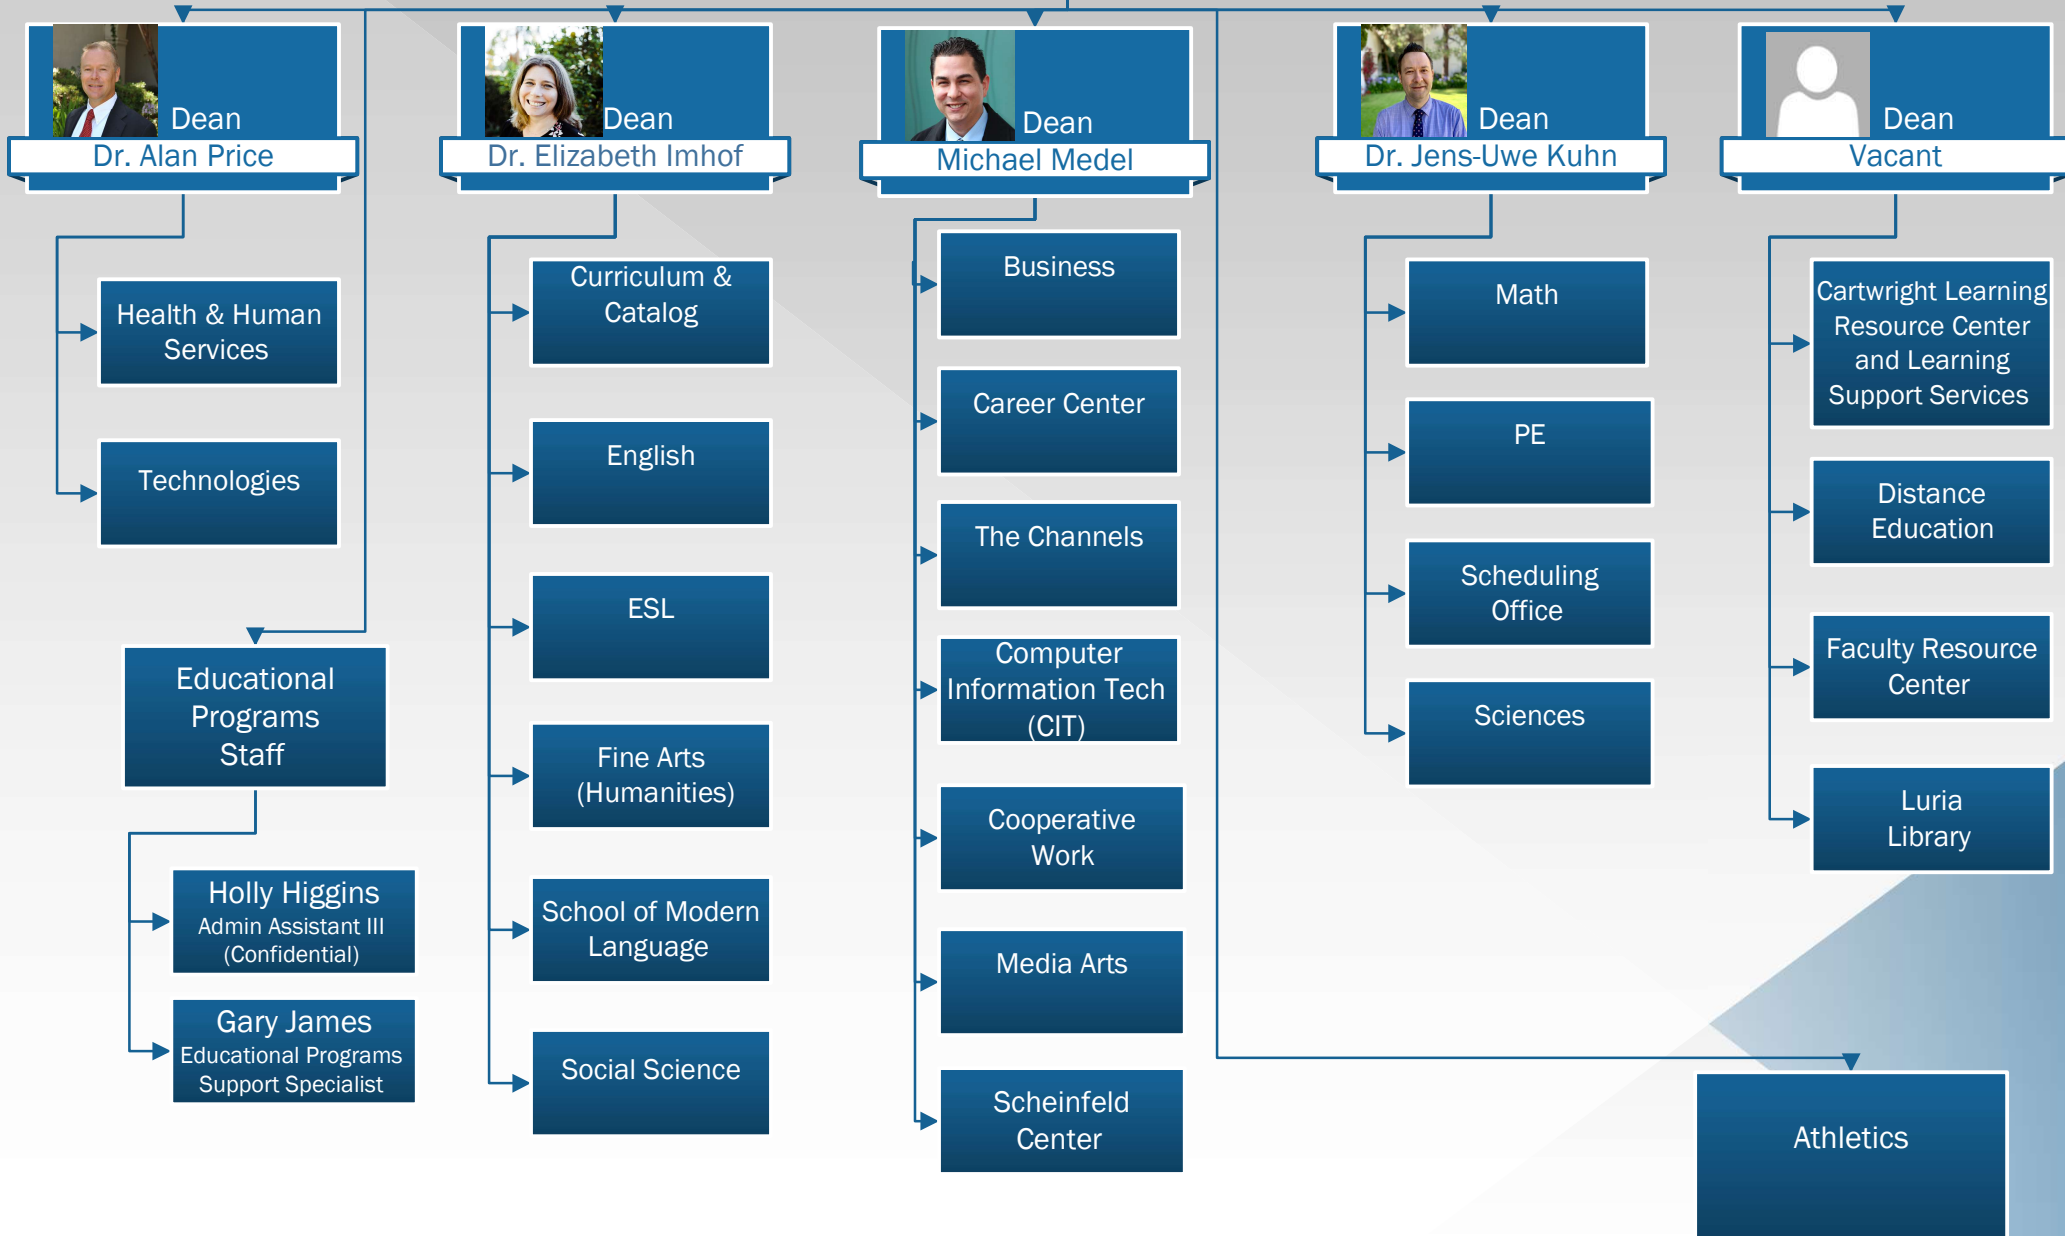 Dean
Dr. Alan Price
Health & Human
Services
Technologies
Educational
Programs
Staff
Holly Higgins
Admin Assistant III
(Confidential)
Gary James
Educational Programs
Support Specialist
Dean
Dr. Elizabeth Imhof
Curriculum &
Catalog
English
ESL
Fine Arts
(Humanities)
School of Modern
Language
Social Science
Dean
Michael Medel
Business
Career Center
The Channels
Computer
Information Tech
(CIT)
Cooperative
Work
Media Arts
Scheinfeld
Center
Dean
Dr. Jens-Uwe Kuhn
Math
PE
Scheduling
Office
Sciences
Dean
Vacant
Cartwright Learning
Resource Center
and Learning
Support Services
Distance
Education
Faculty Resource
Center
Luria
Library
Athletics